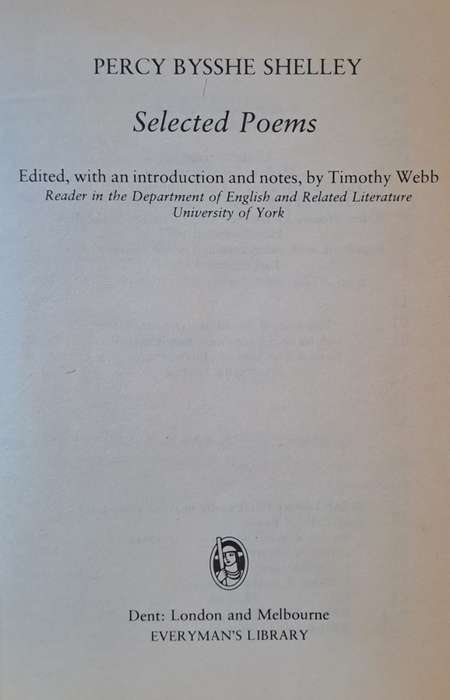 PERCY BYSSHE SHELLEY
Selected Poems
Edited, with an introduction and notes, by Timothy Webb
Reader in the Department of English and Related Literature
University of York
Dent: London and Melbourne
EVERYMAN'S LIBRARY